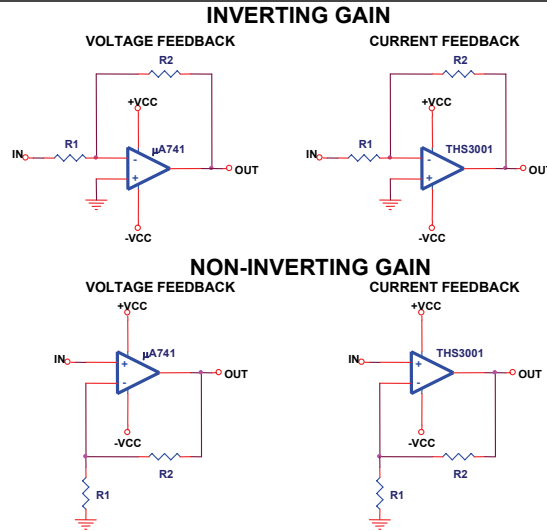 INVERTING GAIN
VOLTAGE FEEDBACK
CURRENT FEEDBACK
R2
+VCC
R1
IN
µA741
-
+
OUT
-VCC
R2
+VCC
R1
IN
THS3001
-
+
OUT
-VCC
NON-INVERTING GAIN
VOLTAGE FEEDBACK
CURRENT FEEDBACK
+VCC
µA741
IN
+
-
OUT
-VCC
R2
R1
+VCC
THS3001
IN
+
-
OUT
-VCC
R2
R1